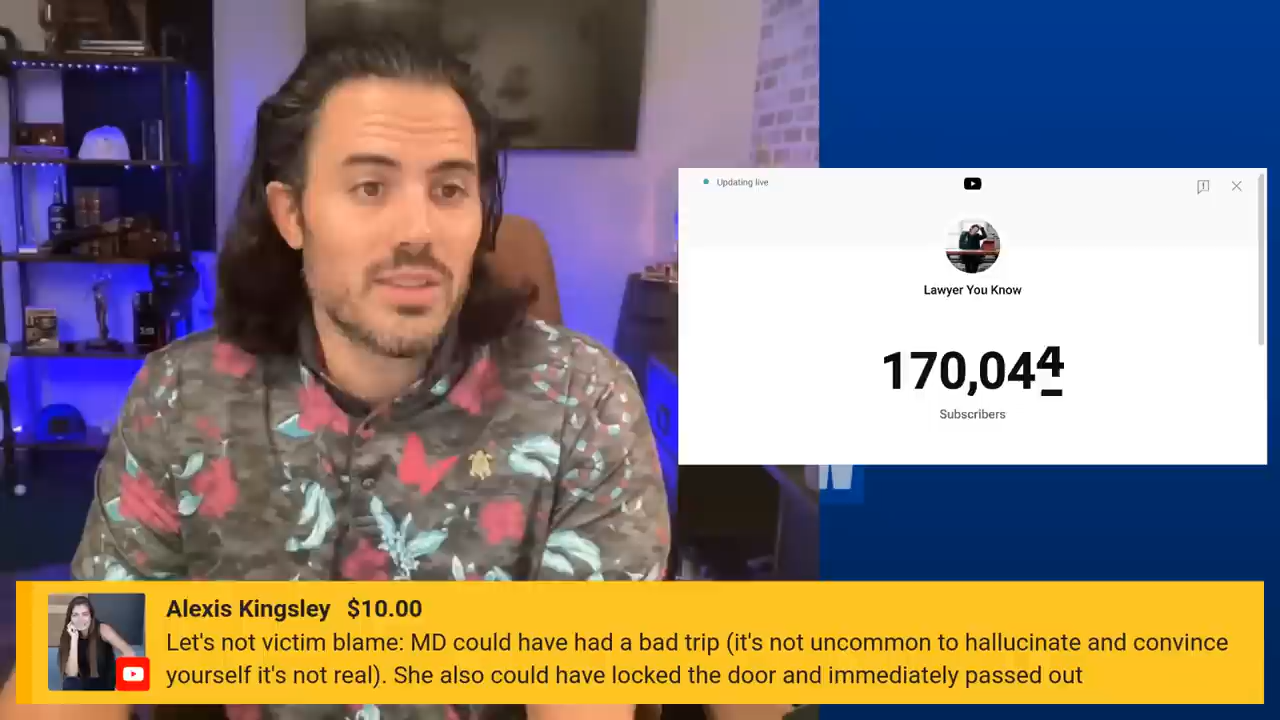 Updating live
Lawyer You Know
170,044
Subscribers
Alexis Kingsley $10.00
Let's not victim blame: MD could have had a bad trip (it's not uncommon to hallucinate and convince
yourself it's not real). She also could have locked the door and immediately passed out